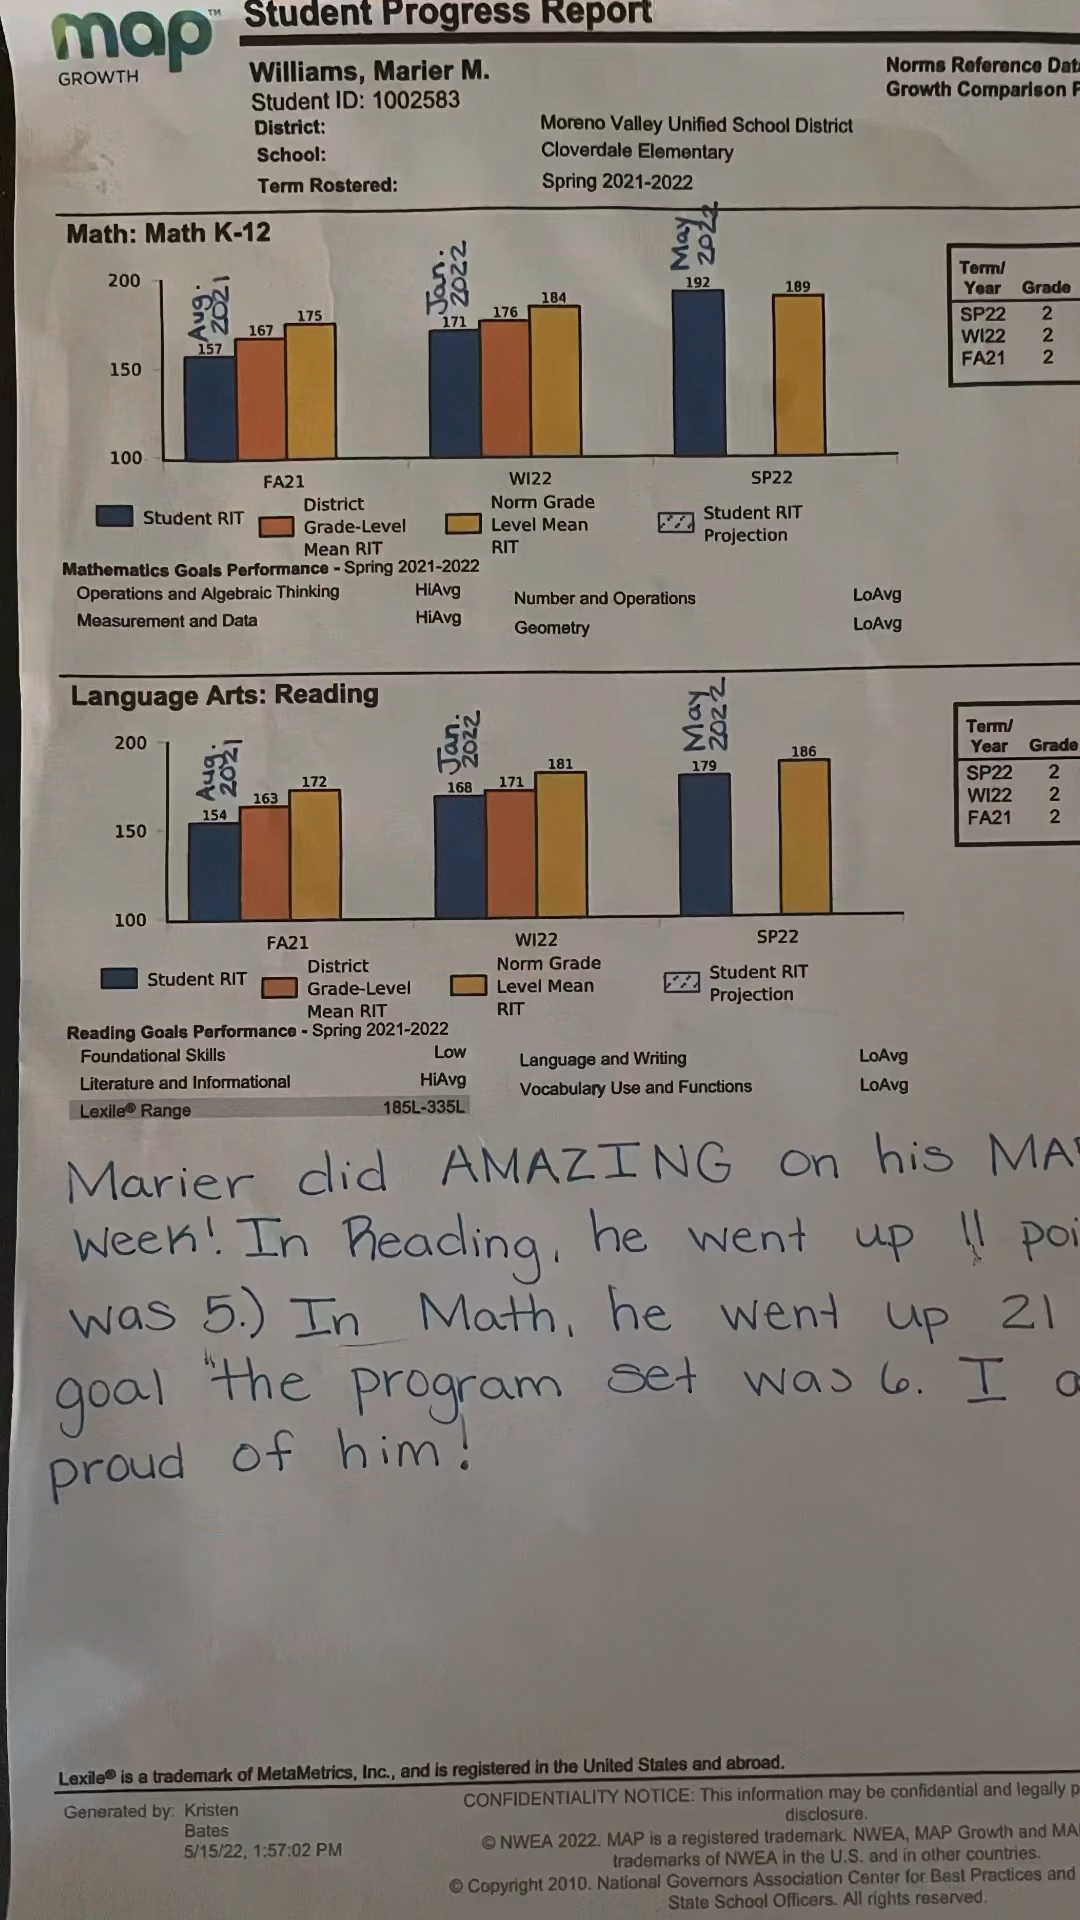 map™ Student Progress Report
GROWTH
Williams, Marier M.
Norms Reference Data
Student ID: 1002583
Growth Comparison P
District: Moreno Valley Unified School District
School: Cloverdale Elementary
Term Rostered: Spring 2021-2022
Math: Math K-12
Aug. 2021
Jan. 2022
May 2022
200
150
100
157 167 175
171 176 184
192 189
FA21 WI22 SP22
Term/
Year Grade
SP22 2
WI22 2
FA21 2
Student RIT
District Grade-Level Mean RIT
Norm Grade Level Mean RIT
Student RIT Projection
Mathematics Goals Performance - Spring 2021-2022
Operations and Algebraic Thinking HiAvg Number and Operations LoAvg
Measurement and Data HiAvg Geometry LoAvg
Language Arts: Reading
Aug. 2021
Jan. 2022
May 2022
200
150
100
154 163 172
168 171 181
179 186
FA21 WI22 SP22
Term/
Year Grade
SP22 2
WI22 2
FA21 2
Student RIT
District Grade-Level Mean RIT
Norm Grade Level Mean RIT
Student RIT Projection
Reading Goals Performance - Spring 2021-2022
Foundational Skills Low Language and Writing LoAvg
Literature and Informational HiAvg Vocabulary Use and Functions LoAvg
Lexile® Range 185L-335L
Marier did AMAZING on his MA
week! In Reading, he went up 11 poi
was 5.) In Math, he went up 21
goal "the program set was 6. I a
proud of him!
Lexile® is a trademark of MetaMetrics, Inc., and is registered in the United States and abroad.
Generated by: Kristen
Bates
5/15/22, 1:57:02 PM
CONFIDENTIALITY NOTICE: This information may be confidential and legally p
disclosure.
© NWEA 2022. MAP is a registered trademark. NWEA, MAP Growth and MA
trademarks of NWEA in the U.S. and in other countries.
© Copyright 2010. National Governors Association Center for Best Practices and
State School Officers. All rights reserved.